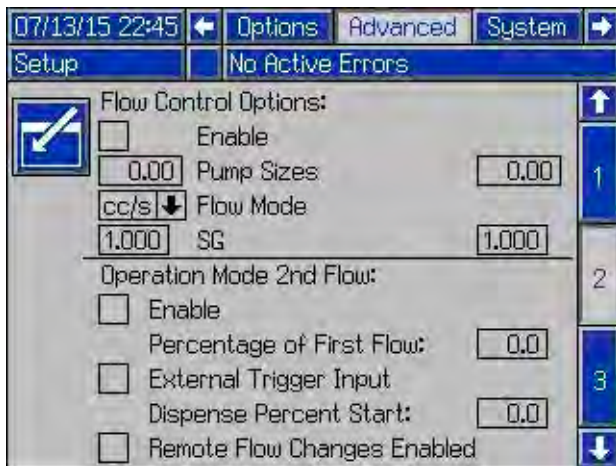 07/13/15 22:45 Options Advanced System
Setup No Active Errors
Flow Control Options:
Enable
0.00 Pump Sizes 0.00
cc/s Flow Mode
1.000 SG 1.000
Operation Mode 2nd Flow:
Enable
Percentage of First Flow: 0.0
External Trigger Input
Dispense Percent Start: 0.0
Remote Flow Changes Enabled
1
2
3